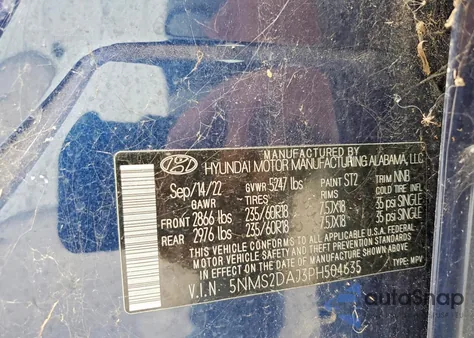 MANUFACTURED BY
HYUNDAI MOTOR MANUFACTURING ALABAMA, LLC
Sep/14/22 GVWR 5247 lbs PAINT ST2 TRIM NNB
GAWR TIRES: RIMS COLD TIRE INFL.
FRONT 2866 lbs 235/60R18 7.5JX18 35 psi SINGLE
REAR 2976 lbs 235/60R18 7.5JX18 35 psi SINGLE
THIS VEHICLE CONFORMS TO ALL APPLICABLE U.S. FEDERAL
MOTOR VEHICLE SAFETY AND THEFT PREVENTION STANDARDS
IN EFFECT ON THE DATE OF MANUFACTURE SHOWN ABOVE.
V.I.N: 5NMS2DAJ3PH504635 TYPE: MPV
autoSnap